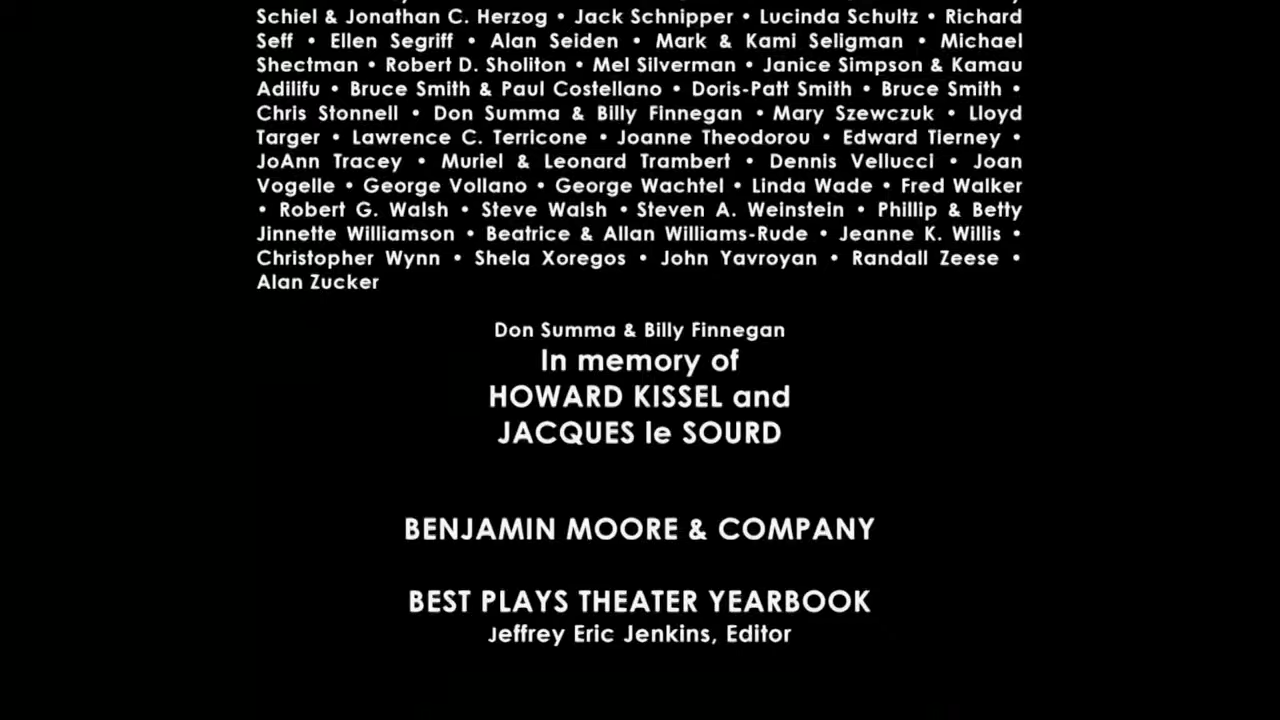 Schiel & Jonathan C. Herzog • Jack Schnipper • Lucinda Schultz • Richard
Seff • Ellen Segriff • Alan Seiden • Mark & Kami Seligman • Michael
Shectman • Robert D. Sholiton • Mel Silverman • Janice Simpson & Kamau
Adilifu • Bruce Smith & Paul Costellano • Doris-Patt Smith • Bruce Smith •
Chris Stonnell • Don Summa & Billy Finnegan • Mary Szewczuk • Lloyd
Targer • Lawrence C. Terricone • Joanne Theodorou • Edward Tierney •
JoAnn Tracey • Muriel & Leonard Trambert • Dennis Vellucci • Joan
Vogelle • George Vollano • George Wachtel • Linda Wade • Fred Walker
• Robert G. Walsh • Steve Walsh • Steven A. Weinstein • Phillip & Betty
Jinnette Williamson • Beatrice & Allan Williams-Rude • Jeanne K. Willis •
Christopher Wynn • Shela Xoregos • John Yavroyan • Randall Zeese •
Alan Zucker
Don Summa & Billy Finnegan
In memory of
HOWARD KISSEL and
JACQUES le SOURD
BENJAMIN MOORE & COMPANY
BEST PLAYS THEATER YEARBOOK
Jeffrey Eric Jenkins, Editor